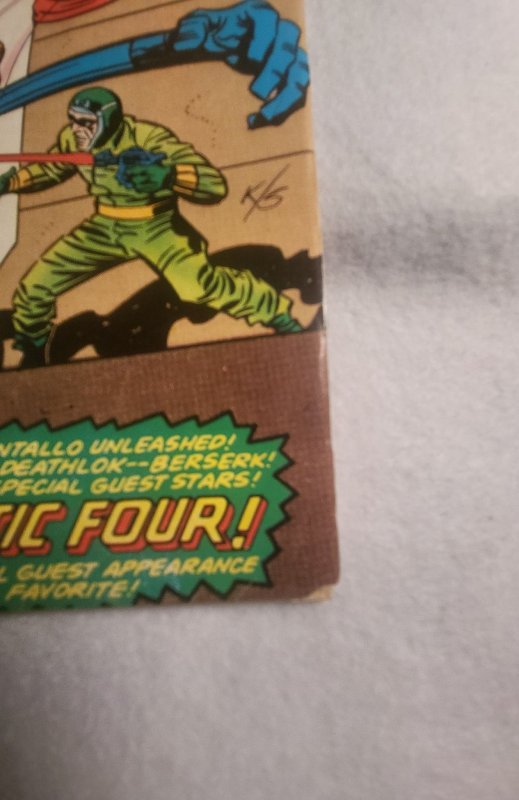 K/S
NTALLO UNLEASHED!
DEATHLOK--BERSERK!
SPECIAL GUEST STARS!
TIC FOUR!
L GUEST APPEARANCE
FAVORITE!